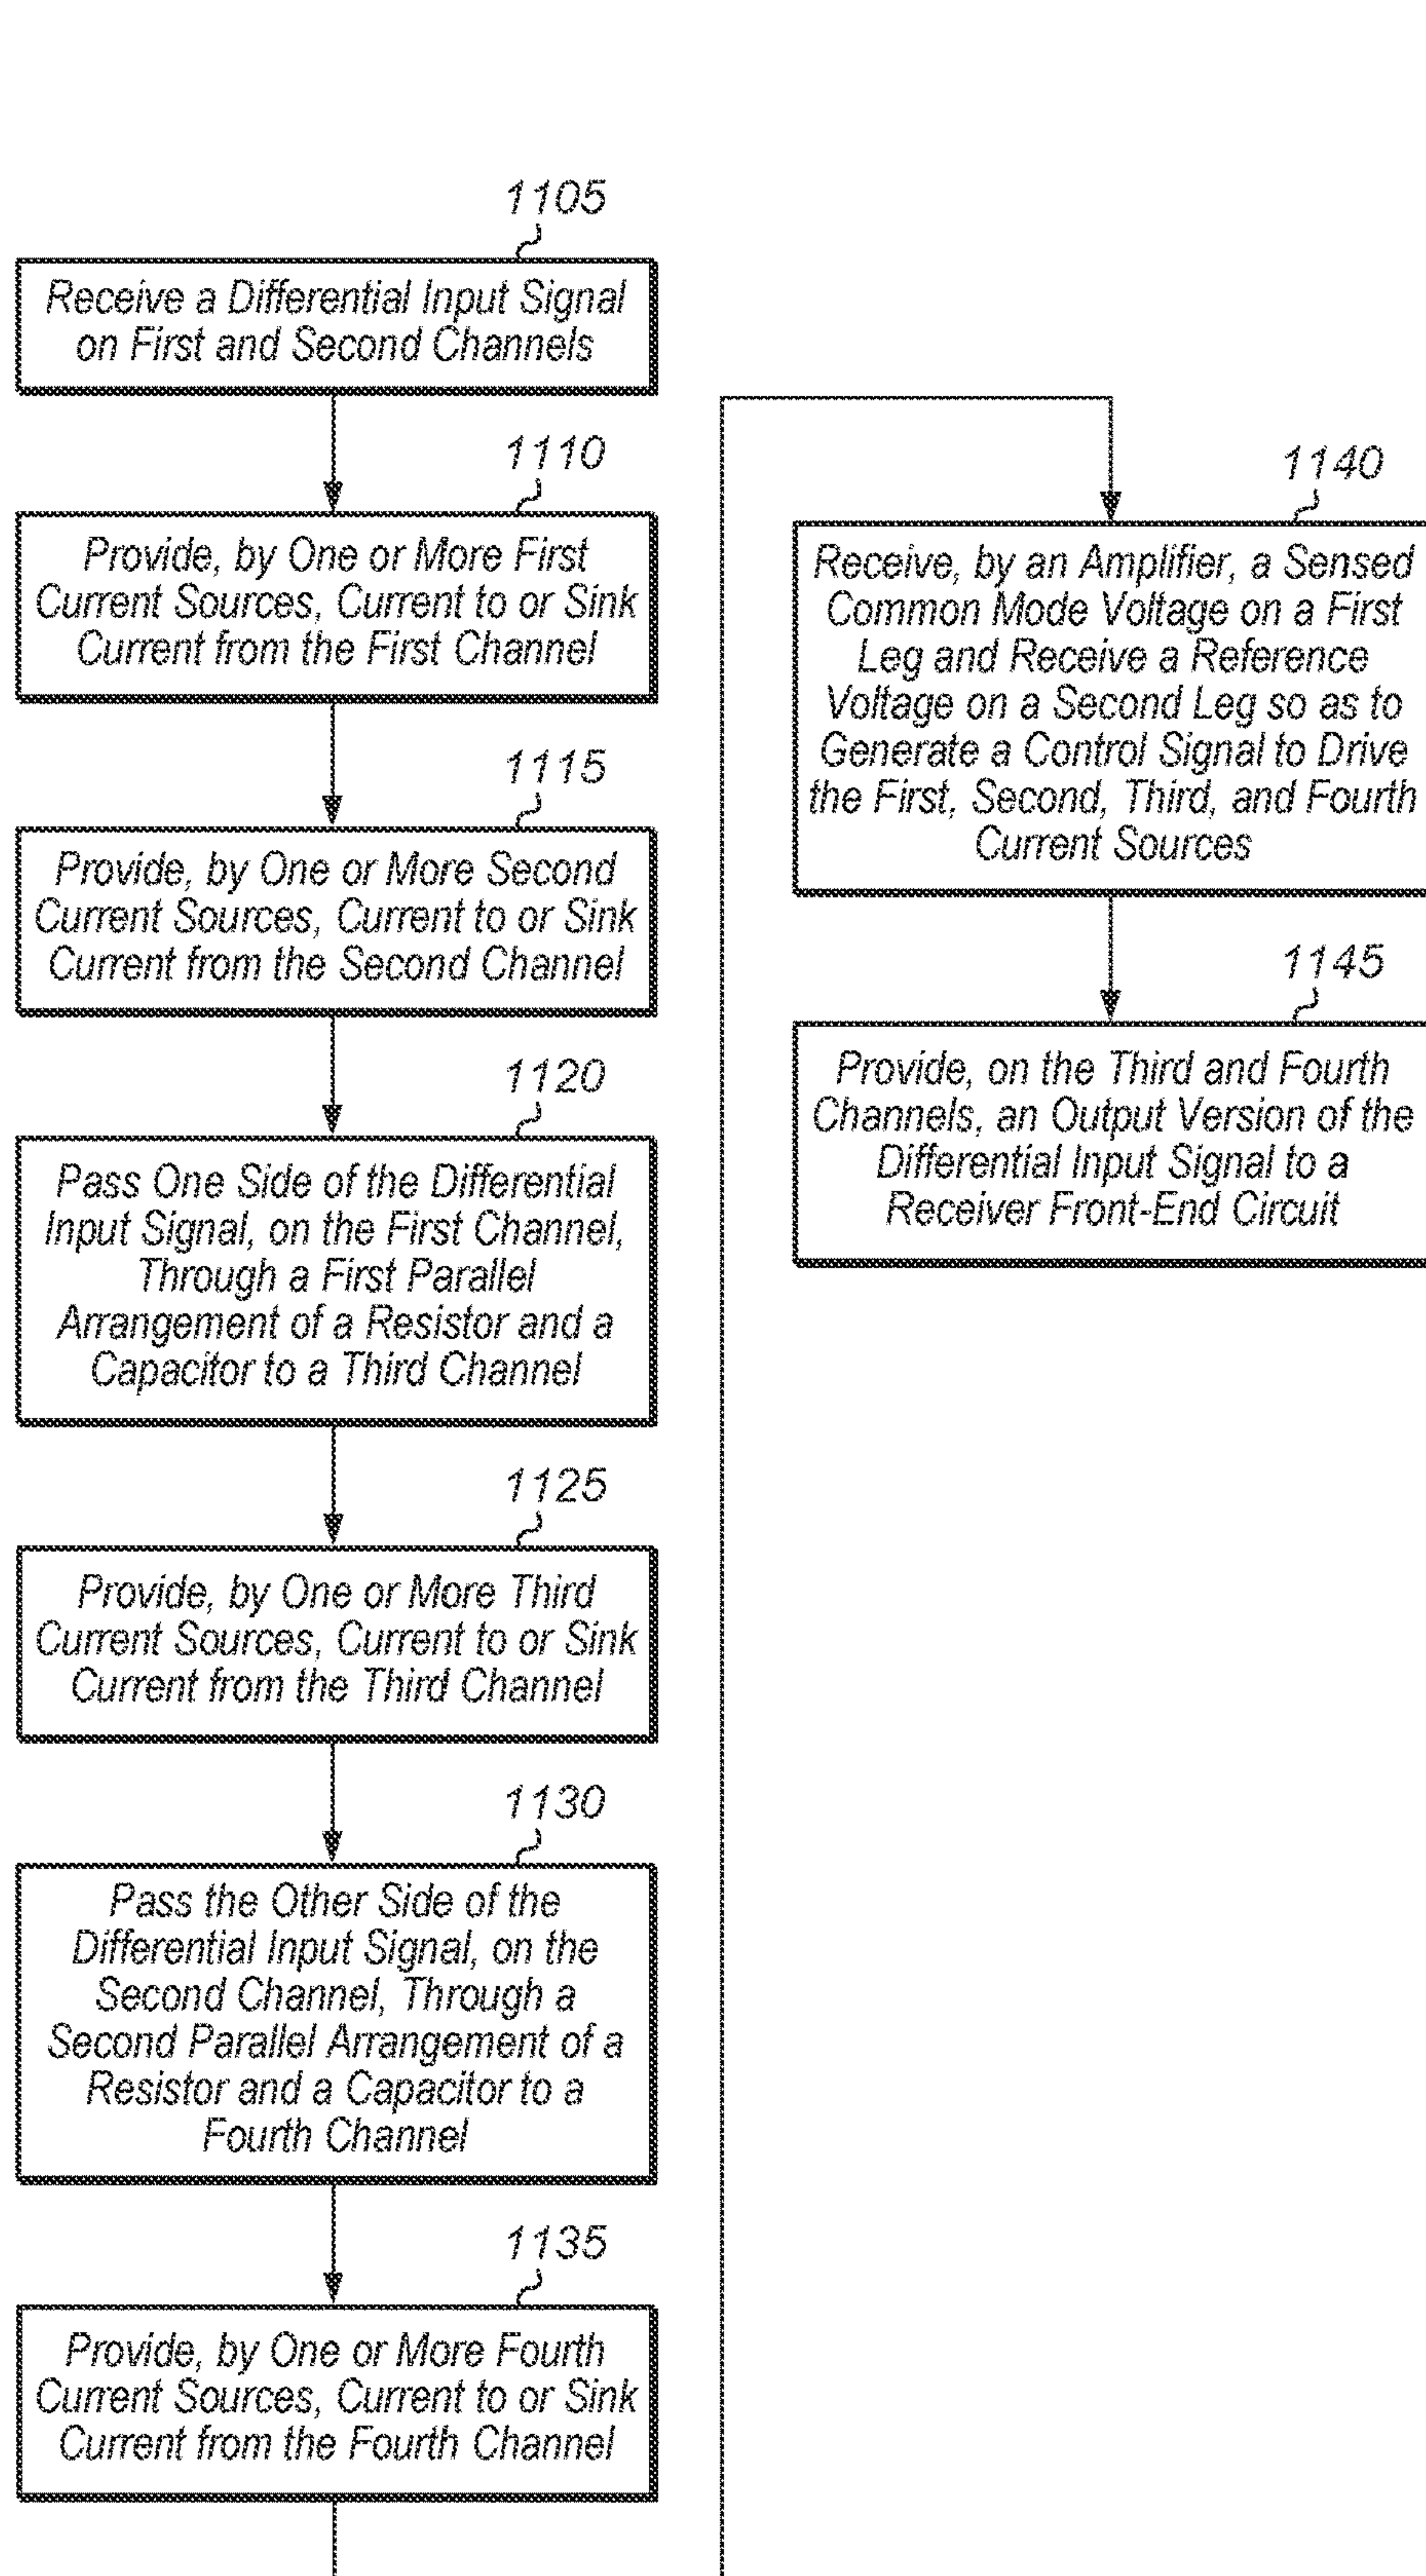 1105
Receive a Differential Input Signal
on First and Second Channels
1110
Provide, by One or More First
Current Sources, Current to or Sink
Current from the First Channel
1115
Provide, by One or More Second
Current Sources, Current to or Sink
Current from the Second Channel
1120
Pass One Side of the Differential
Input Signal, on the First Channel,
Through a First Parallel
Arrangement of a Resistor and a
Capacitor to a Third Channel
1125
Provide, by One or More Third
Current Sources, Current to or Sink
Current from the Third Channel
1130
Pass the Other Side of the
Differential Input Signal, on the
Second Channel, Through a
Second Parallel Arrangement of a
Resistor and a Capacitor to a
Fourth Channel
1135
Provide, by One or More Fourth
Current Sources, Current to or Sink
Current from the Fourth Channel
1140
Receive, by an Amplifier, a Sensed
Common Mode Voltage on a First
Leg and Receive a Reference
Voltage on a Second Leg so as to
Generate a Control Signal to Drive
the First, Second, Third, and Fourth
Current Sources
1145
Provide, on the Third and Fourth
Channels, an Output Version of the
Differential Input Signal to a
Receiver Front-End Circuit